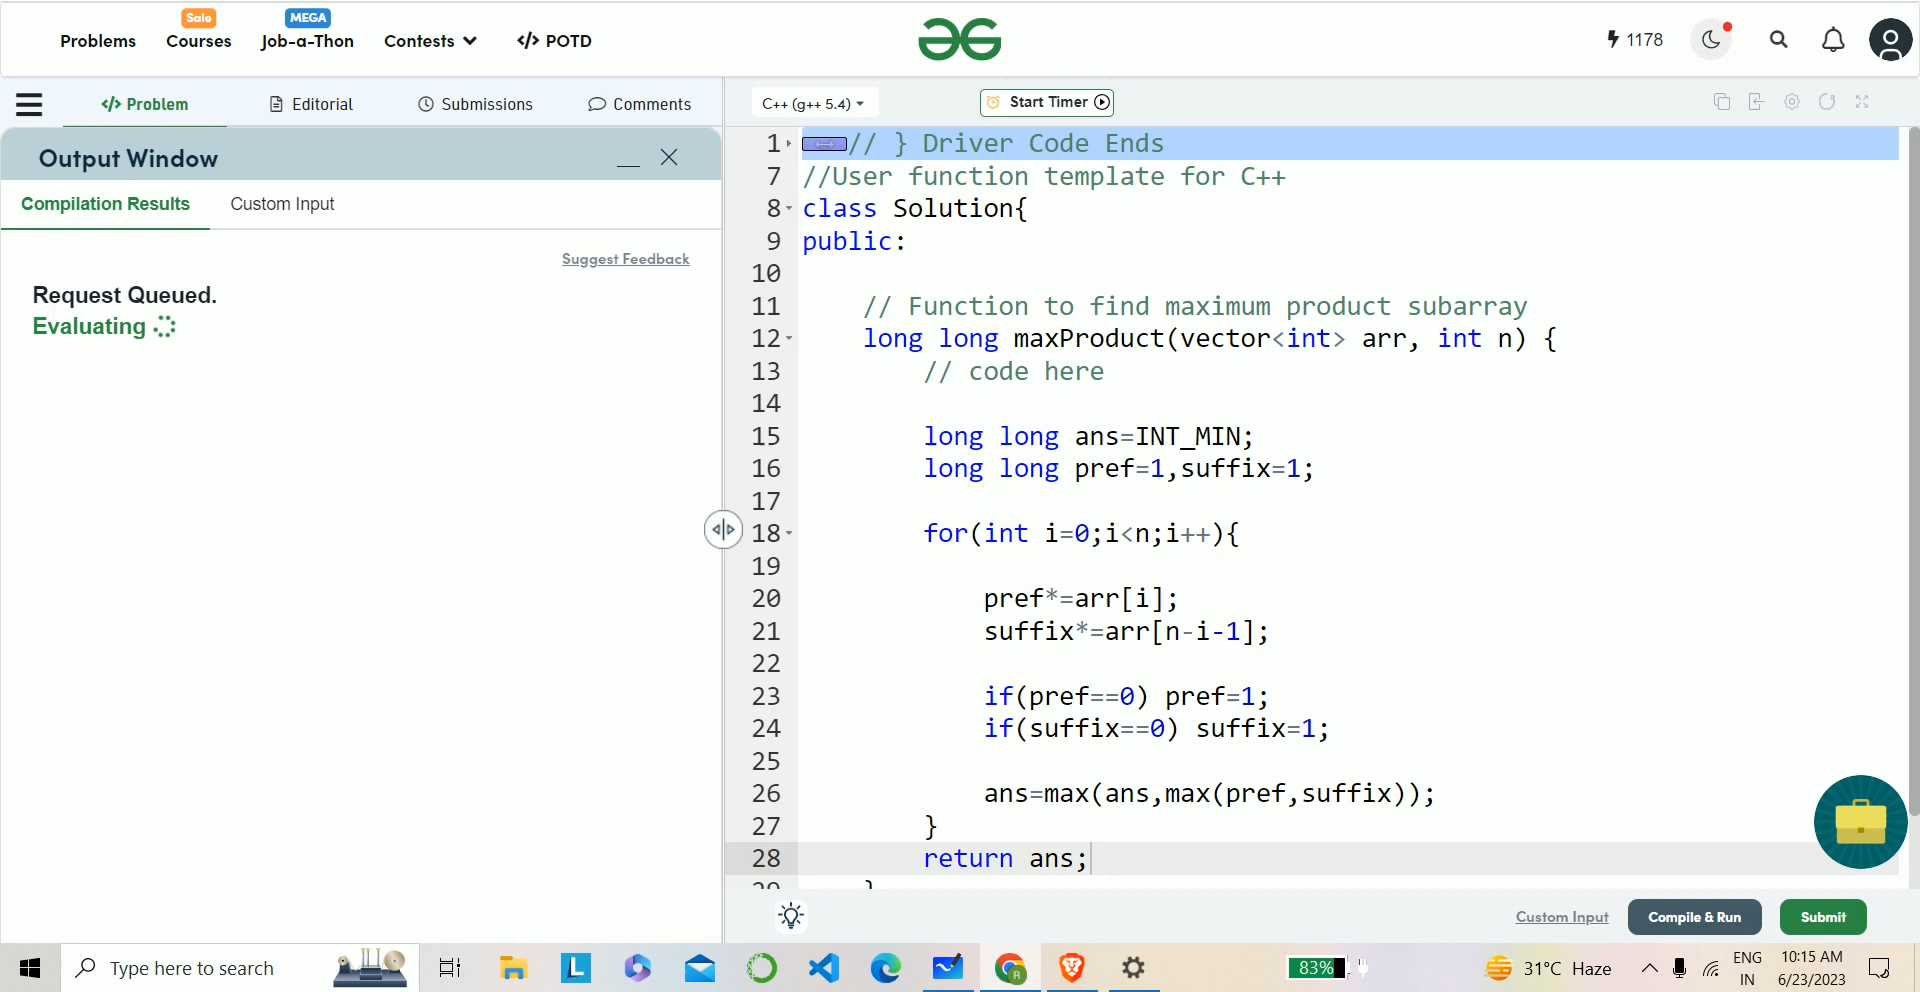 Sale
MEGA
Problems
Courses
Job-a-Thon
Contests
</> POTD
1178
</> Problem
Editorial
Submissions
Comments
C++ (g++ 5.4)
Start Timer
Output Window
Compilation Results
Custom Input
Suggest Feedback
Request Queued.
Evaluating
1 // } Driver Code Ends
7 //User function template for C++
8 class Solution{
9 public:
10
11 // Function to find maximum product subarray
12 long long maxProduct(vector<int> arr, int n) {
13 // code here
14
15 long long ans=INT_MIN;
16 long long pref=1,suffix=1;
17
18 for(int i=0;i<n;i++){
19
20 pref*=arr[i];
21 suffix*=arr[n-i-1];
22
23 if(pref==0) pref=1;
24 if(suffix==0) suffix=1;
25
26 ans=max(ans,max(pref,suffix));
27 }
28 return ans;
29 }
Custom Input
Compile & Run
Submit
Type here to search
L
R
83%
31°C Haze
ENG
IN
10:15 AM
6/23/2023